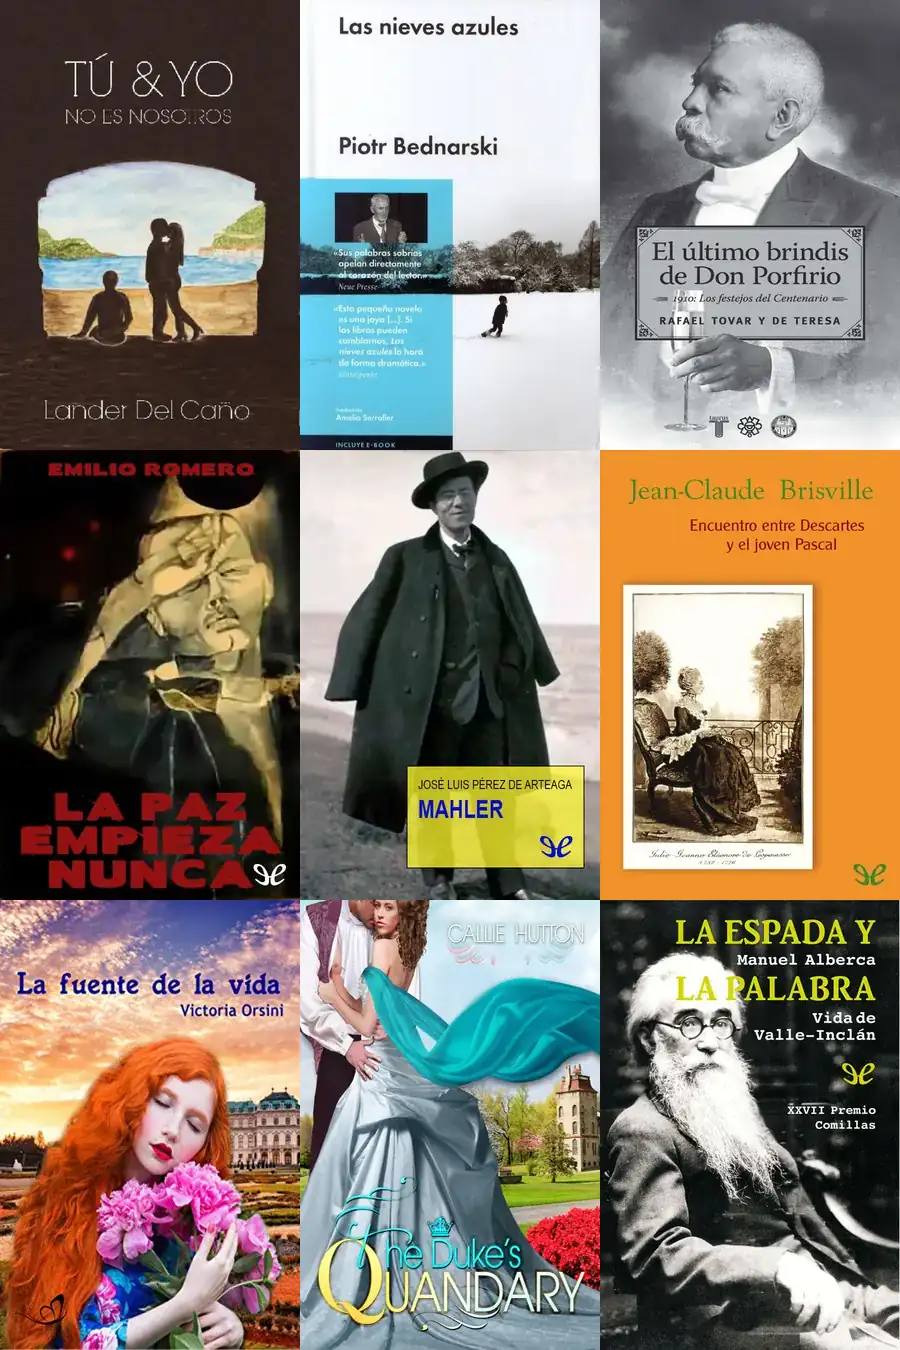 TÚ & YO
NO ES NOSOTROS
Lander Del Caño
Las nieves azules
Piotr Bednarski
«Sus palabras sobrias
apelan directamente
al corazón del lector.»
Neue Presse
«Esta pequeña novela
es una joya [...]. Si
los libros pueden
cambiarnos, Las
nieves azules lo hará
de forma dramática.»
Traducción
Amelia Serraller
INCLUYE E-BOOK
El último brindis
de Don Porfirio
1910: Los festejos del Centenario
RAFAEL TOVAR Y DE TERESA
taurus
EMILIO ROMERO
LA PAZ
EMPIEZA
NUNCA
JOSÉ LUIS PÉREZ DE ARTEAGA
MAHLER
Jean-Claude Brisville
Encuentro entre Descartes
y el joven Pascal
La fuente de la vida
Victoria Orsini
CALLIE HUTTON
The Duke's
QUANDARY
LA ESPADA Y
Manuel Alberca
LA PALABRA
Vida de
Valle-Inclán
XXVII Premio
Comillas